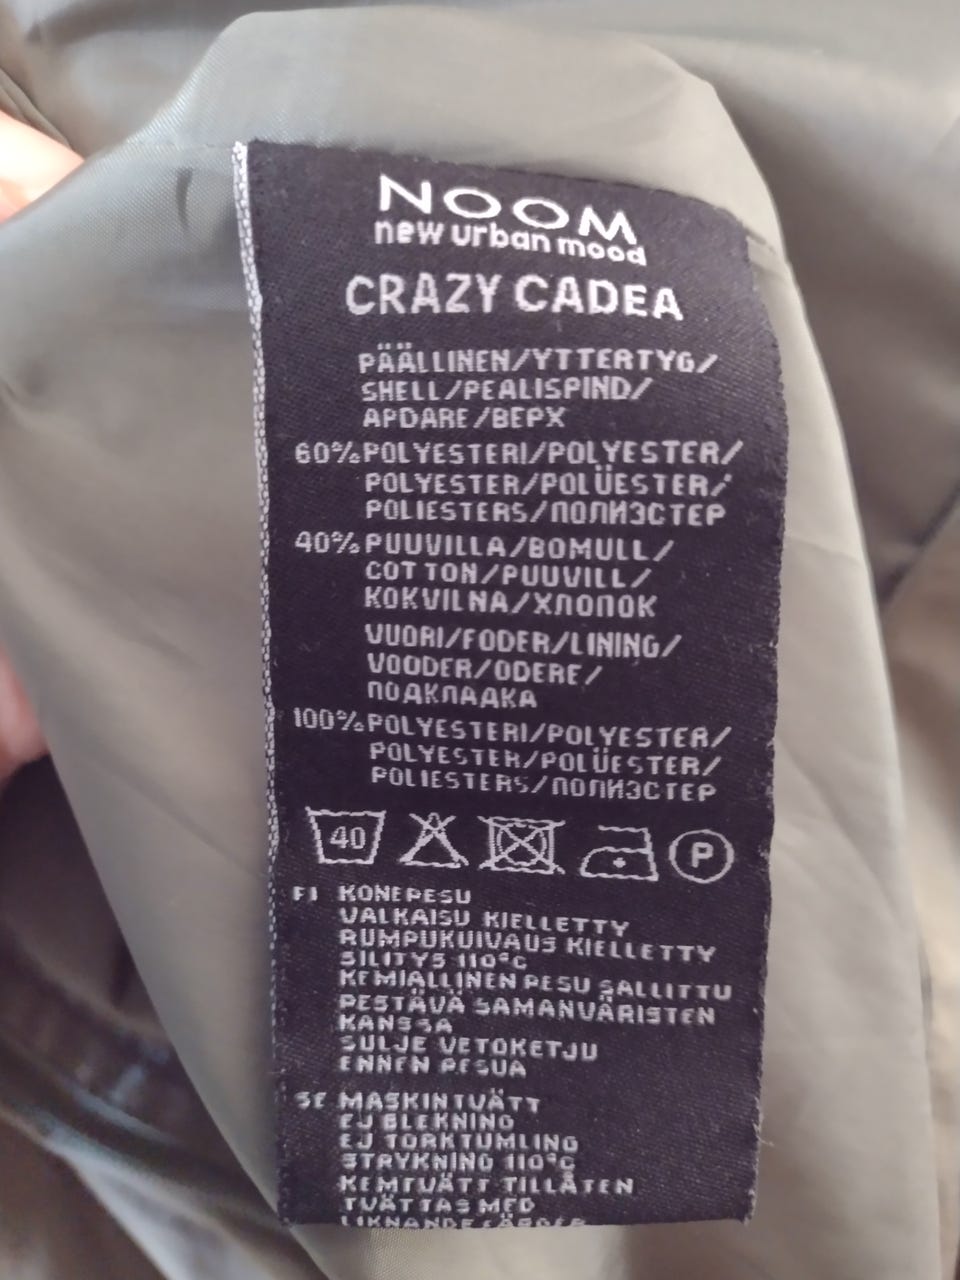 NOOM
new urban mood
CRAZY CADEA
PÄÄLLINEN/YTTERTYG/
SHELL/PEALISPIND/
APDARE/ВЕРХ
60% POLYESTERI/POLYESTER/
POLYESTER/POLÜESTER/
POLIESTERS/ПОЛИЭСТЕР
40% PUUVILLA/BOMULL/
COTTON/PUUVILL/
KOKVILNA/ХЛОПОК
VUORI/FODER/LINING/
VOODER/ODERE/
ПОДКЛАДКА
100% POLYESTERI/POLYESTER/
POLYESTER/POLÜESTER/
POLIESTERS/ПОЛИЭСТЕР
40 P
FI KONEPESU
VALKAISU KIELLETTY
RUMPUKUIVAUS KIELLETTY
SILITYS 110°C
KEMIALLINEN PESU SALLITTU
PESTÄVÄ SAMANVÄRISTEN
KANSSA
SULJE VETOKETJU
ENNEN PESUA
SE MASKINTVÄTT
EJ BLEKNING
EJ TORKTUMLING
STRYKNING 110°C
KEMTVÄTT TILLÅTEN
TVÄTTAS MED
LIKNANDE FÄRGER